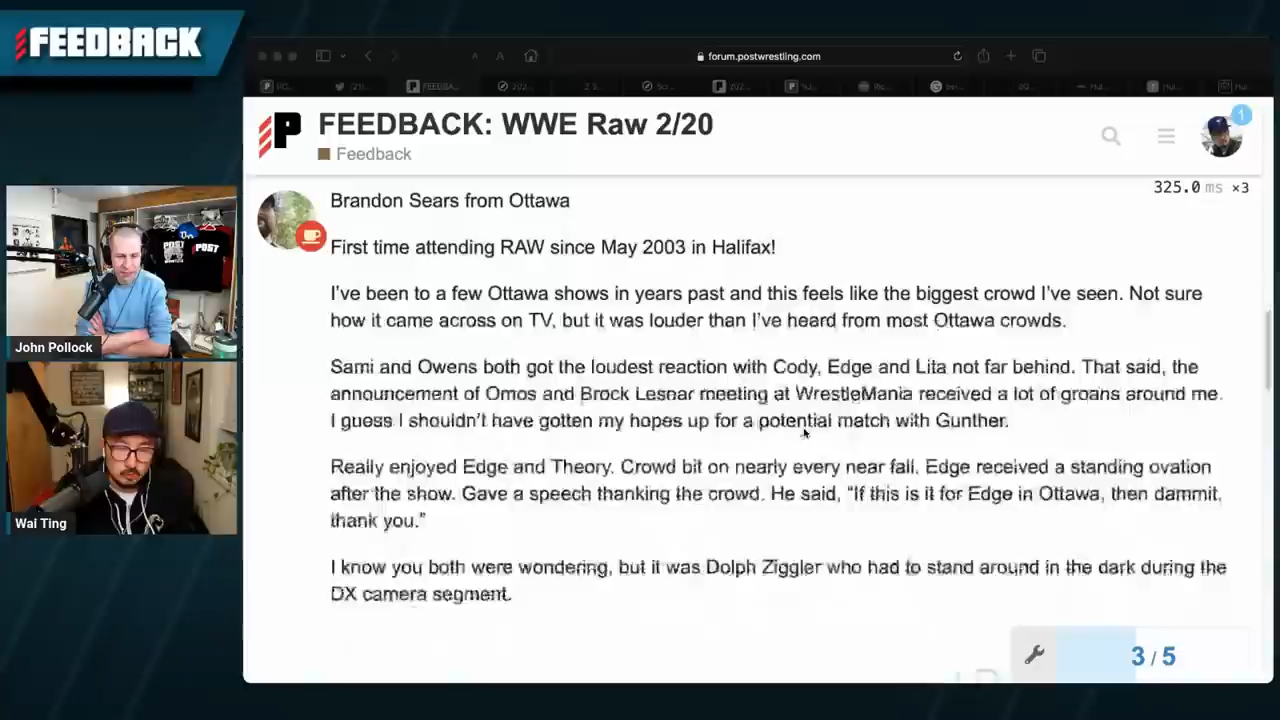 FEEDBACK
forum.postwrestling.com
FEEDBA...
FEEDBACK: WWE Raw 2/20
Feedback
1
325.0 ms ×3
Brandon Sears from Ottawa
First time attending RAW since May 2003 in Halifax!
I've been to a few Ottawa shows in years past and this feels like the biggest crowd I've seen. Not sure
how it came across on TV, but it was louder than I've heard from most Ottawa crowds.
Sami and Owens both got the loudest reaction with Cody, Edge and Lita not far behind. That said, the
announcement of Omos and Brock Lesnar meeting at WrestleMania received a lot of groans around me.
I guess I shouldn't have gotten my hopes up for a potential match with Gunther.
Really enjoyed Edge and Theory. Crowd bit on nearly every near fall. Edge received a standing ovation
after the show. Gave a speech thanking the crowd. He said, "If this is it for Edge in Ottawa, then dammit,
thank you."
I know you both were wondering, but it was Dolph Ziggler who had to stand around in the dark during the
DX camera segment.
3 / 5
POST
POST
John Pollock
Wai Ting